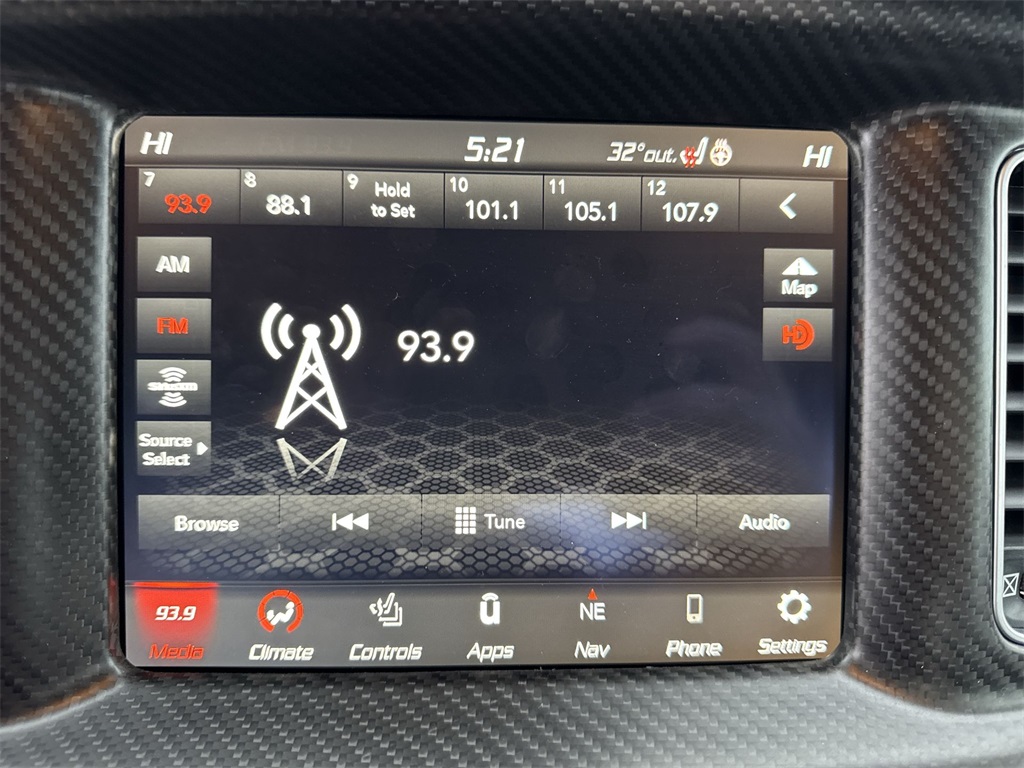 HI 5:21 32°out. HI
7 93.9
8 88.1
9 Hold
to Set
10 101.1
11 105.1
12 107.9
AM
Map
FM
HD
93.9
siriusxm
Source
Select
Browse
Tune
Audio
93.9
Media
Climate
Controls
u
Apps
NE
Nav
Phone
Settings